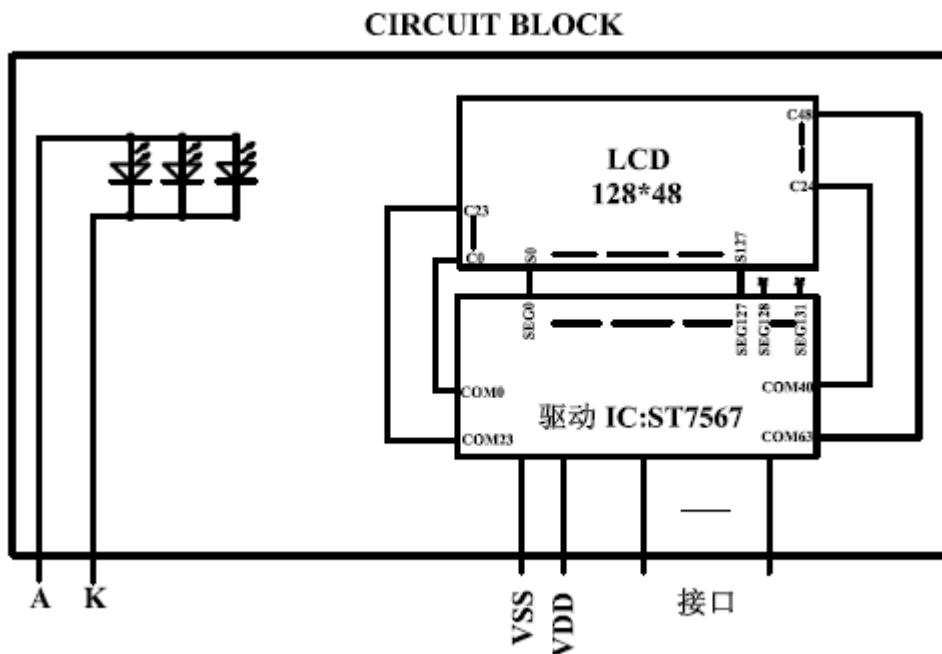 CIRCUIT BLOCK
LCD
128*48
C48
C24
C23
C0
S0
S127
SEG0
SEG127
SEG128
SEG131
COM0
COM40
驱动 IC:ST7567
COM23
COM63
A
K
VSS
VDD
接口